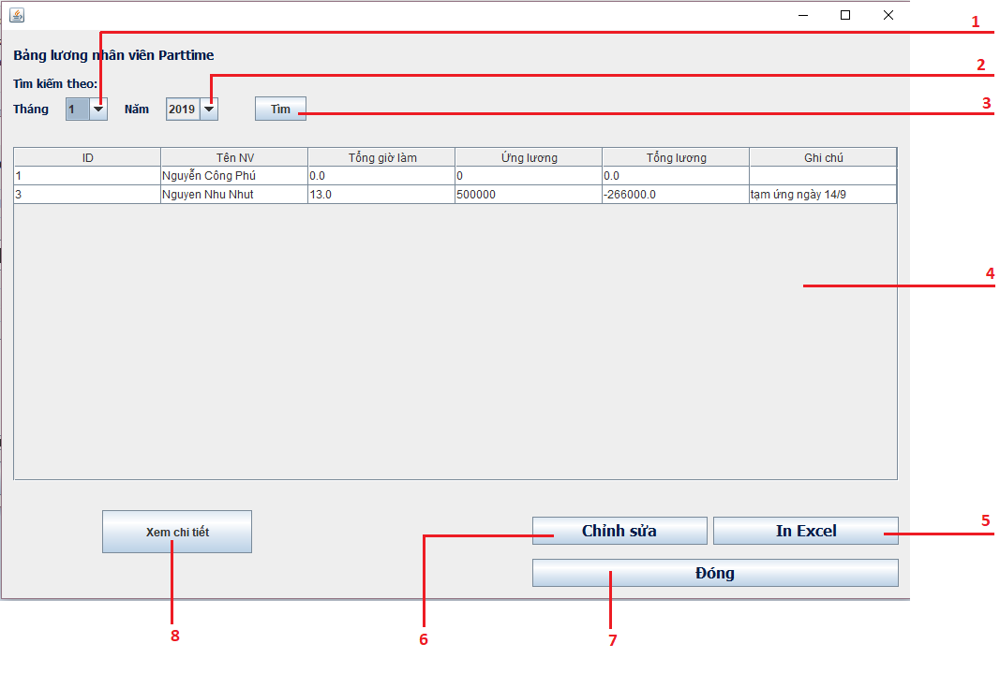 1
Bảng lương nhân viên Parttime
2
Tìm kiếm theo:
3
Tháng 1 Năm 2019 Tìm
ID Tên NV Tổng giờ làm Ứng lương Tổng lương Ghi chú
1 Nguyễn Công Phú 0.0 0 0.0
3 Nguyen Nhu Nhut 13.0 500000 -266000.0 tạm ứng ngày 14/9
4
5
Xem chi tiết Chỉnh sửa In Excel
Đóng
8 6 7